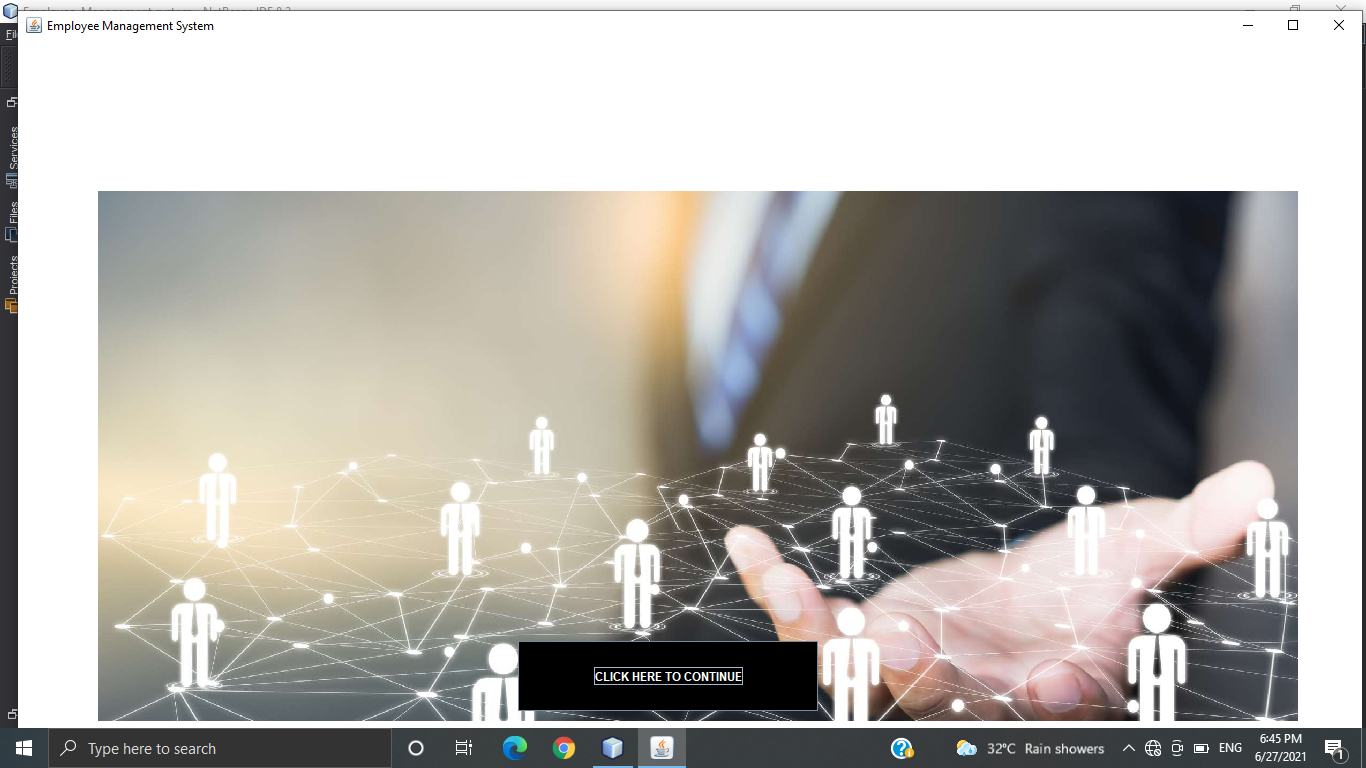 Employee Management System
Services
Files
Projects
CLICK HERE TO CONTINUE
Type here to search
32°C Rain showers
ENG
6:45 PM
6/27/2021
1